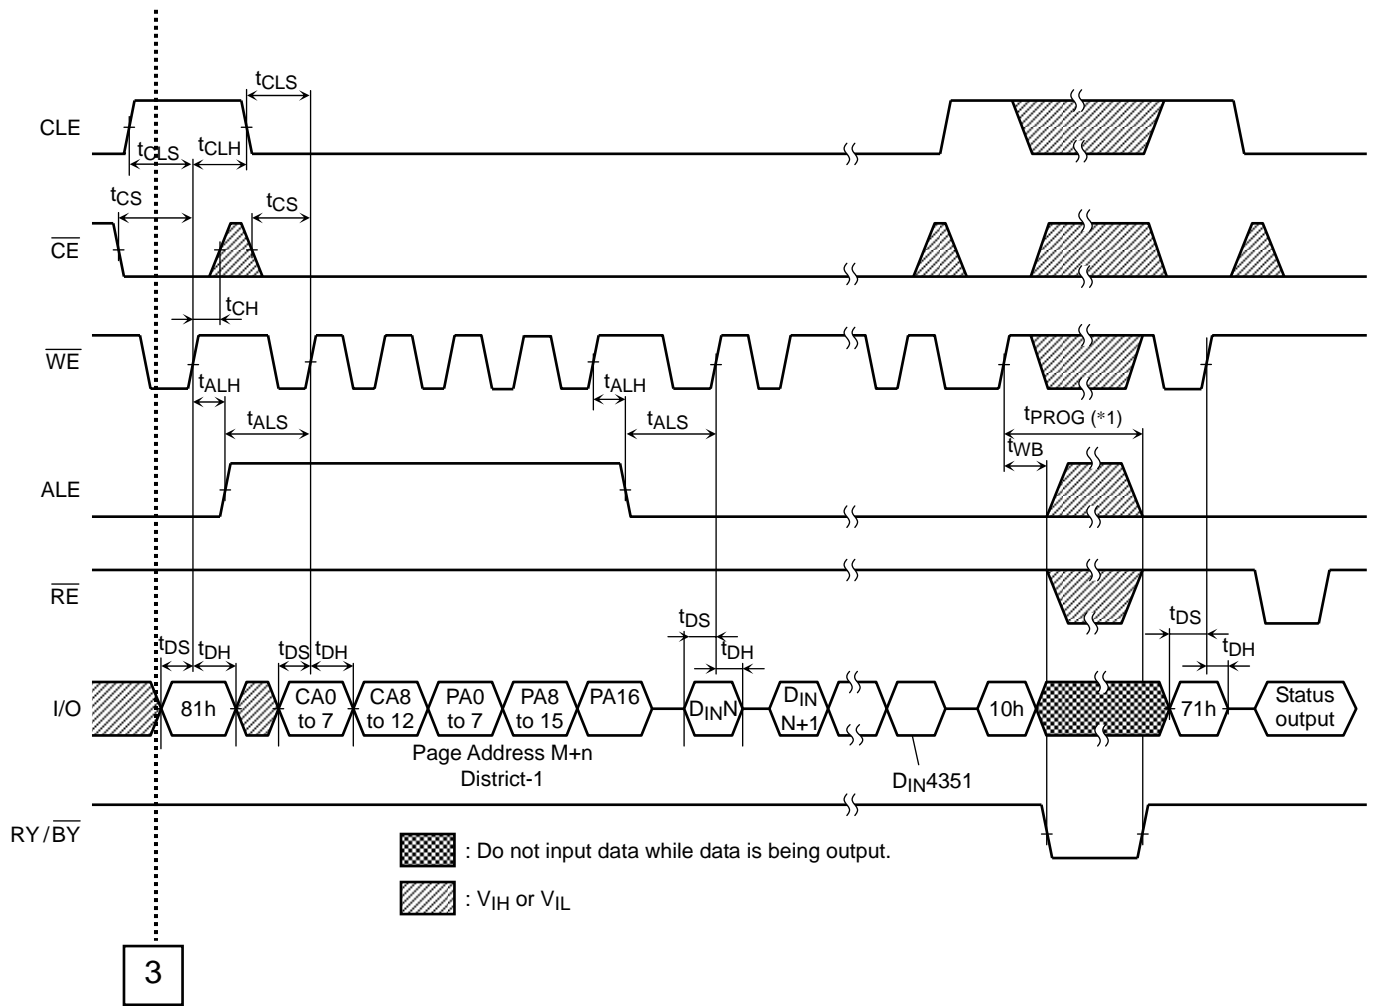 tCLS
CLE
tCLS
tCLH
tCS
tCS
CE
tCH
WE
tALH
tALH
tALS
tALS
tPROG (*1)
tWB
ALE
RE
tDS
tDH
tDS
tDH
tDS
tDH
tDS
tDH
I/O
81h
CA0
to 7
CA8
to 12
PA0
to 7
PA8
to 15
PA16
DINN
DIN
N+1
10h
71h
Status
output
Page Address M+n
District-1
DIN4351
RY/BY
: Do not input data while data is being output.
: VIH or VIL
3